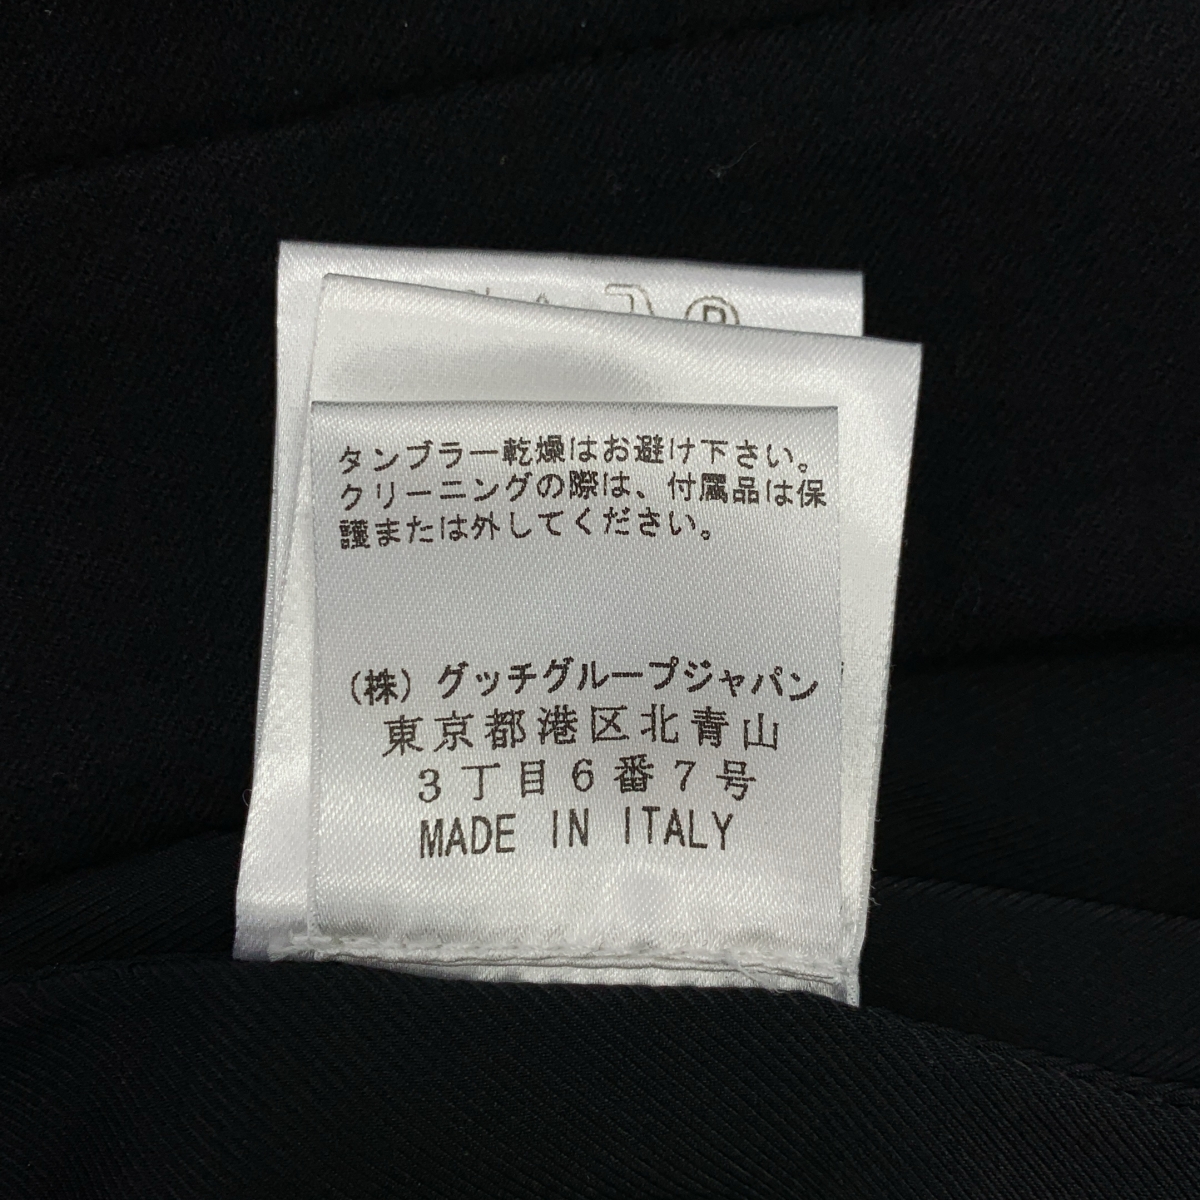 Ⓟ
タンブラー乾燥はお避け下さい。
クリーニングの際は、付属品は保
護または外してください。
(株) グッチグループジャパン
東京都港区北青山
3丁目6番7号
MADE IN ITALY